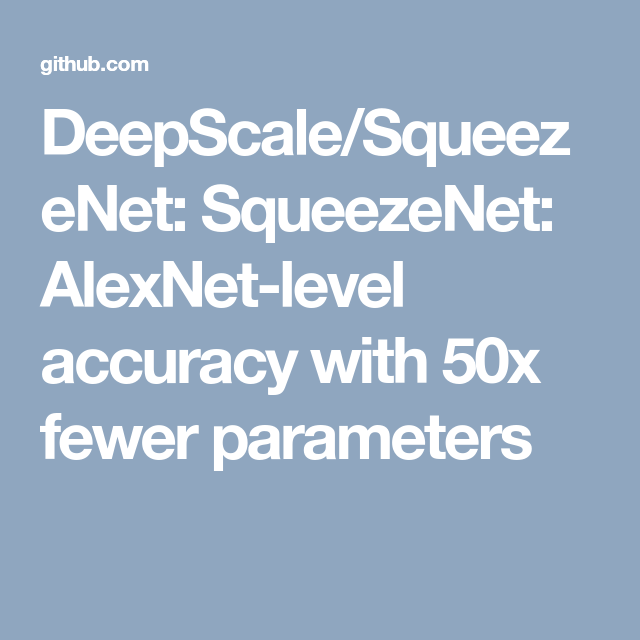 github.com
DeepScale/Squeez
eNet: SqueezeNet:
AlexNet-level
accuracy with 50x
fewer parameters